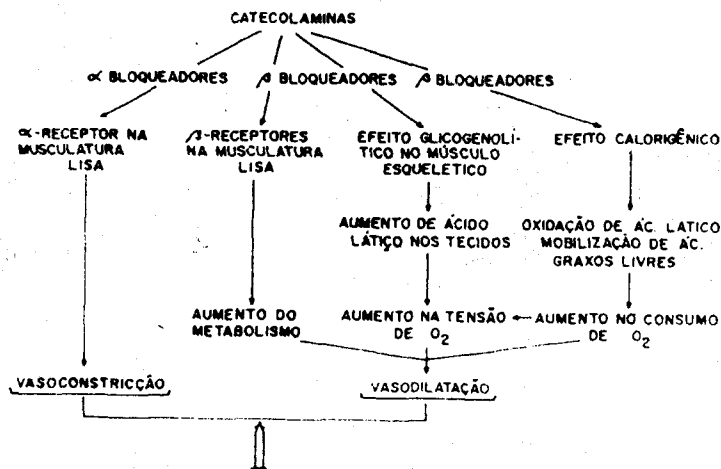 CATECOLAMINAS
α BLOQUEADORES
β BLOQUEADORES
β BLOQUEADORES
α-RECEPTOR NA
MUSCULATURA
LISA
β-RECEPTORES
NA MUSCULATURA
LISA
EFEITO GLICOGENOLÍ-
TICO NO MÚSCULO
ESQUELETICO
EFEITO CALORIGÊNICO
AUMENTO DE ÁCIDO
LÁTIÇO NOS TECIDOS
OXIDAÇÃO DE AC. LATICO
MOBILIZAÇÃO DE AC.
GRAXOS LIVRES
AUMENTO DO
METABOLISMO
AUMENTO NA TENSÃO
DE O2
AUMENTO NO CONSUMO
DE O2
VASOCONSTRICÇÃO
VASODILATAÇÃO